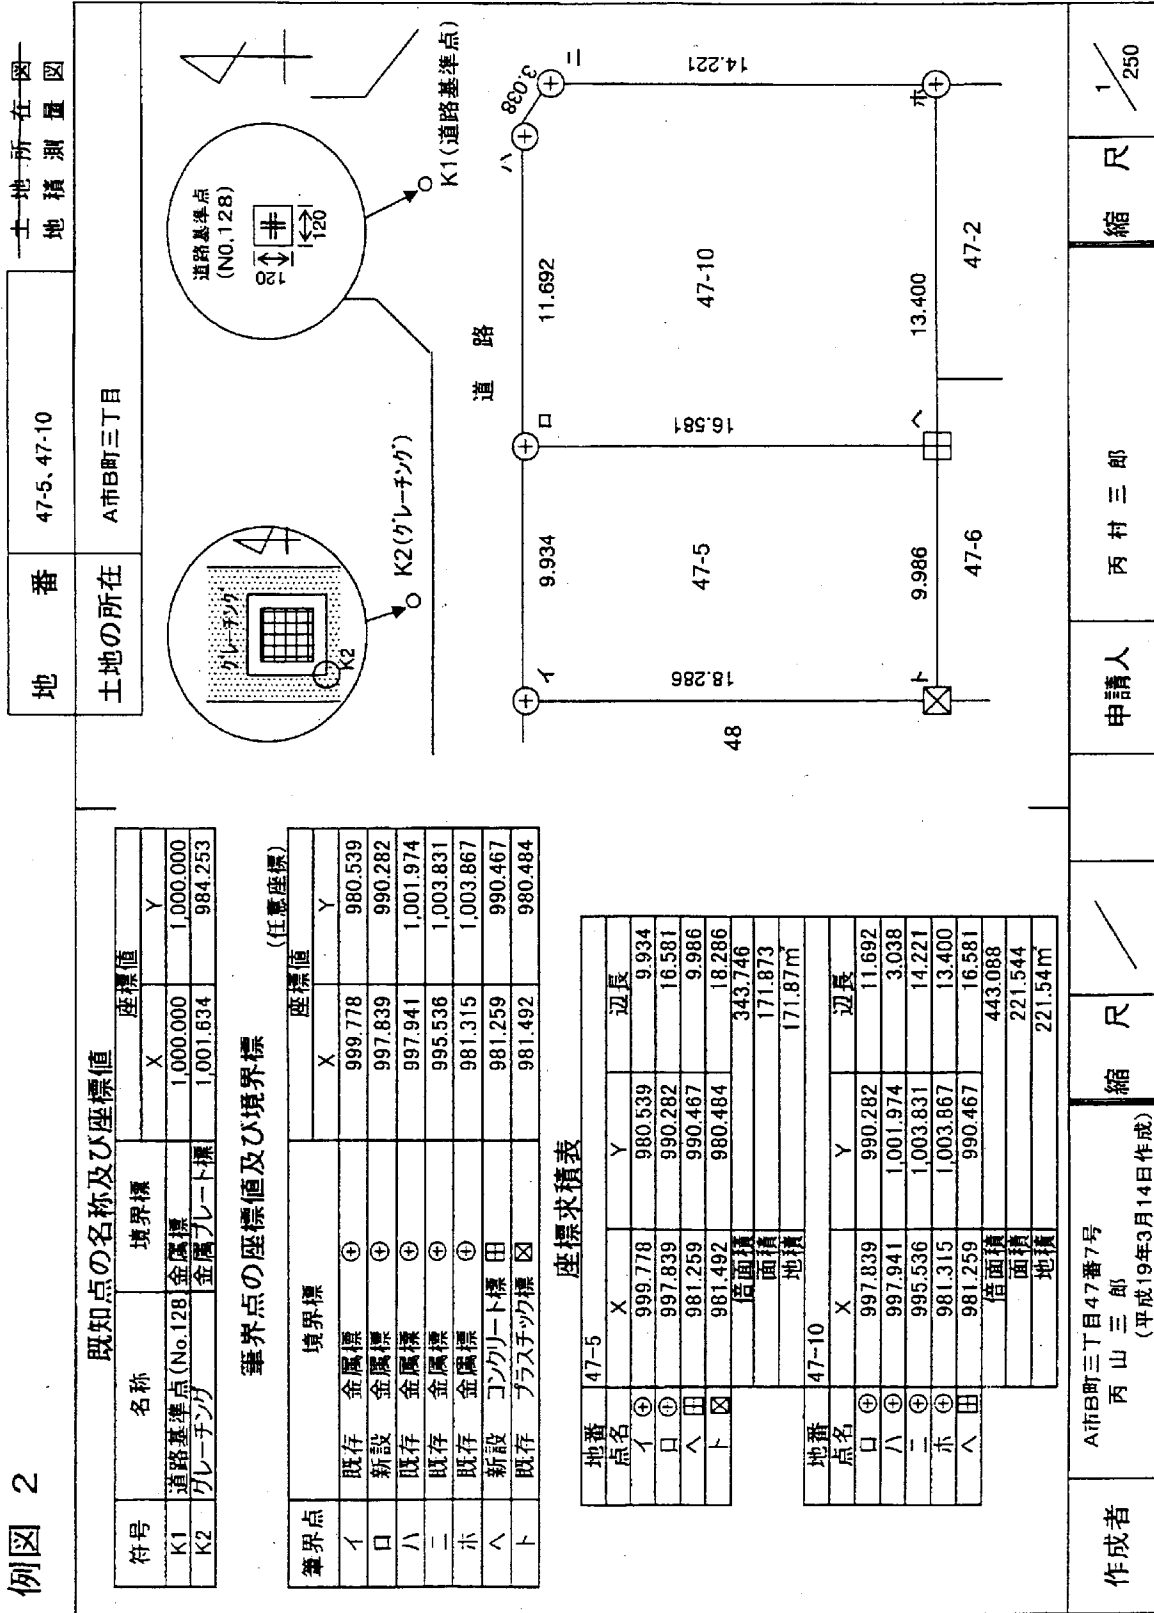 例図 2
土地所在図
地積測量図
地番 47-5、47-10
土地の所在 A市B町三丁目
既知点の名称及び座標値
符号 名称 境界標 座標値
X Y
K1 道路基準点(No.128) 金属標 1,000.000 1,000.000
K2 グレーチング 金属プレート標 1,001.634 984.253
筆界点の座標値及び境界標
(任意座標)
筆界点 境界標 座標値
X Y
イ 既存 金属標 999.778 980.539
ロ 新設 金属標 997.839 990.282
ハ 既存 金属標 997.941 1,001.974
ニ 既存 金属標 995.536 1,003.831
ホ 既存 金属標 981.315 1,003.867
ヘ 新設 コンクリート標 981.259 990.467
ト 既存 プラスチック標 981.492 980.484
座標求積表
地番 47-5
点名 X Y 辺長
イ 999.778 980.539 9.934
ロ 997.839 990.282 16.581
ヘ 981.259 990.467 9.986
ト 981.492 980.484 18.286
倍面積 343.746
面積 171.873
地積 171.87㎡
地番 47-10
点名 X Y 辺長
ロ 997.839 990.282 11.692
ハ 997.941 1,001.974 3.038
ニ 995.536 1,003.831 14.221
ホ 981.315 1,003.867 13.400
ヘ 981.259 990.467 16.581
倍面積 443.088
面積 221.544
地積 221.54㎡
グレーチング
K2
K2(グレーチング)
道路基準点
(NO.128)
120
120
K1(道路基準点)
道路
イ
9.934
ロ
11.692
ハ
3.038
ニ
18.286
16.581
14.221
48
47-5
47-10
ト
9.986
ヘ
13.400
ホ
47-6
47-2
作成者
A市B町三丁目47番7号
丙山三郎
(平成19年3月14日作成)
縮尺
申請人 丙村三郎
縮尺 1/250